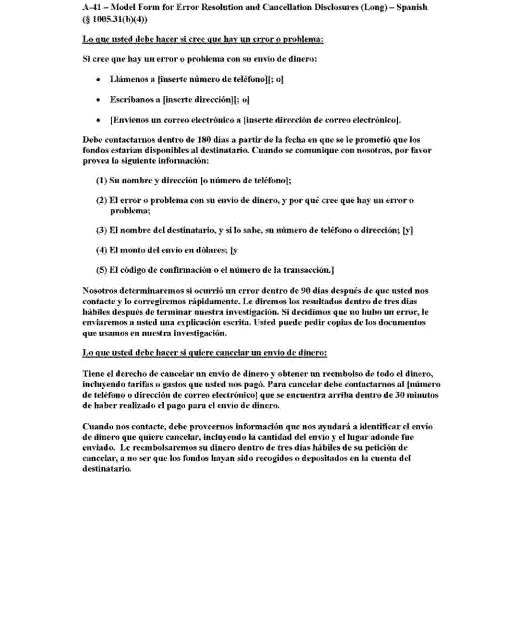 A-41 – Model Form for Error Resolution and Cancellation Disclosures (Long) – Spanish
(§ 1005.31(b)(4))
Lo que usted debe hacer si cree que hay un error o problema:
Si cree que hay un error o problema con su envío de dinero:
• Llámenos a [inserte número de teléfono][; o]
• Escríbanos a [inserte dirección][; o]
• [Envíenos un correo electrónico a [inserte dirección de correo electrónico].
Debe contactarnos dentro de 180 días a partir de la fecha en que se le prometió que los
fondos estarían disponibles al destinatario. Cuando se comunique con nosotros, por favor
provea la siguiente información:
(1) Su nombre y dirección [o número de teléfono];
(2) El error o problema con su envío de dinero, y por qué cree que hay un error o
problema;
(3) El nombre del destinatario, y si lo sabe, su número de teléfono o dirección; [y]
(4) El monto del envío en dólares; [y
(5) El código de confirmación o el número de la transacción.]
Nosotros determinaremos si ocurrió un error dentro de 90 días después de que usted nos
contacte y lo corregiremos rápidamente. Le diremos los resultados dentro de tres días
hábiles después de terminar nuestra investigación. Si decidimos que no hubo un error, le
enviaremos a usted una explicación escrita. Usted puede pedir copias de los documentos
que usamos en nuestra investigación.
Lo que usted debe hacer si quiere cancelar un envío de dinero:
Tiene el derecho de cancelar un envío de dinero y obtener un reembolso de todo el dinero,
incluyendo tarifas o gastos que usted nos pagó. Para cancelar debe contactarnos al [número
de teléfono o dirección de correo electrónico] que se encuentra arriba dentro de 30 minutos
de haber realizado el pago para el envío de dinero.
Cuando nos contacte, debe proveernos información que nos ayudará a identificar el envío
de dinero que quiere cancelar, incluyendo la cantidad del envío y el lugar adonde fue
enviado. Le reembolsaremos su dinero dentro de tres días hábiles de su petición de
cancelar, a no ser que los fondos hayan sido recogidos o depositados en la cuenta del
destinatario.